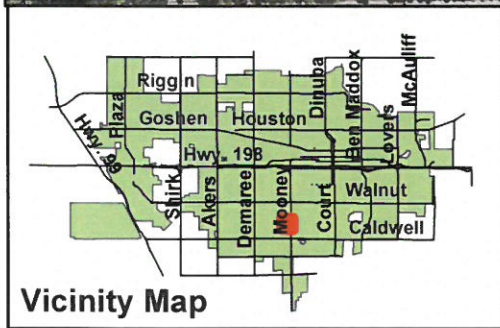 Riggin
Goshen
Houston
Hwy. 99
Hwy. 198
Walnut
Caldwell
Plaza
Shirk
Akers
Demaree
Mooney
Court
Dinuba
Ben Maddox
Lovers
McAuliff
Vicinity Map